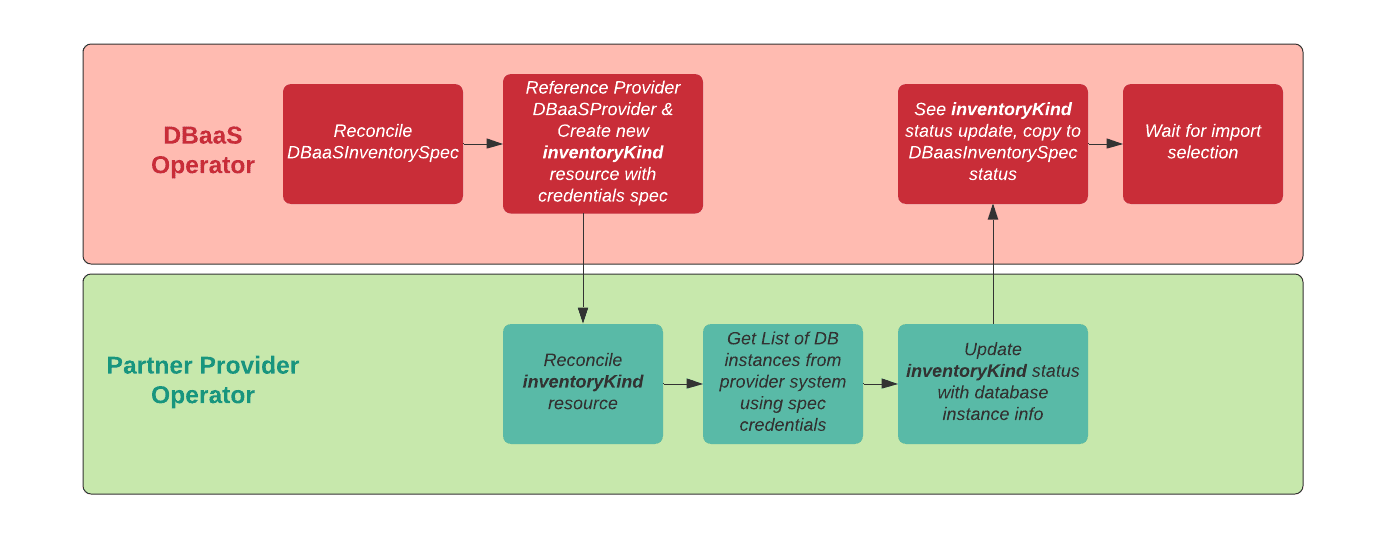 DBaaS
Operator
Reconcile
DBaaSInventorySpec
Reference Provider
DBaaSProvider &
Create new
inventoryKind
resource with
credentials spec
See inventoryKind
status update, copy to
DBaasInventorySpec
status
Wait for import
selection
Partner Provider
Operator
Reconcile
inventoryKind
resource
Get List of DB
instances from
provider system
using spec
credentials
Update
inventoryKind status
with database
instance info